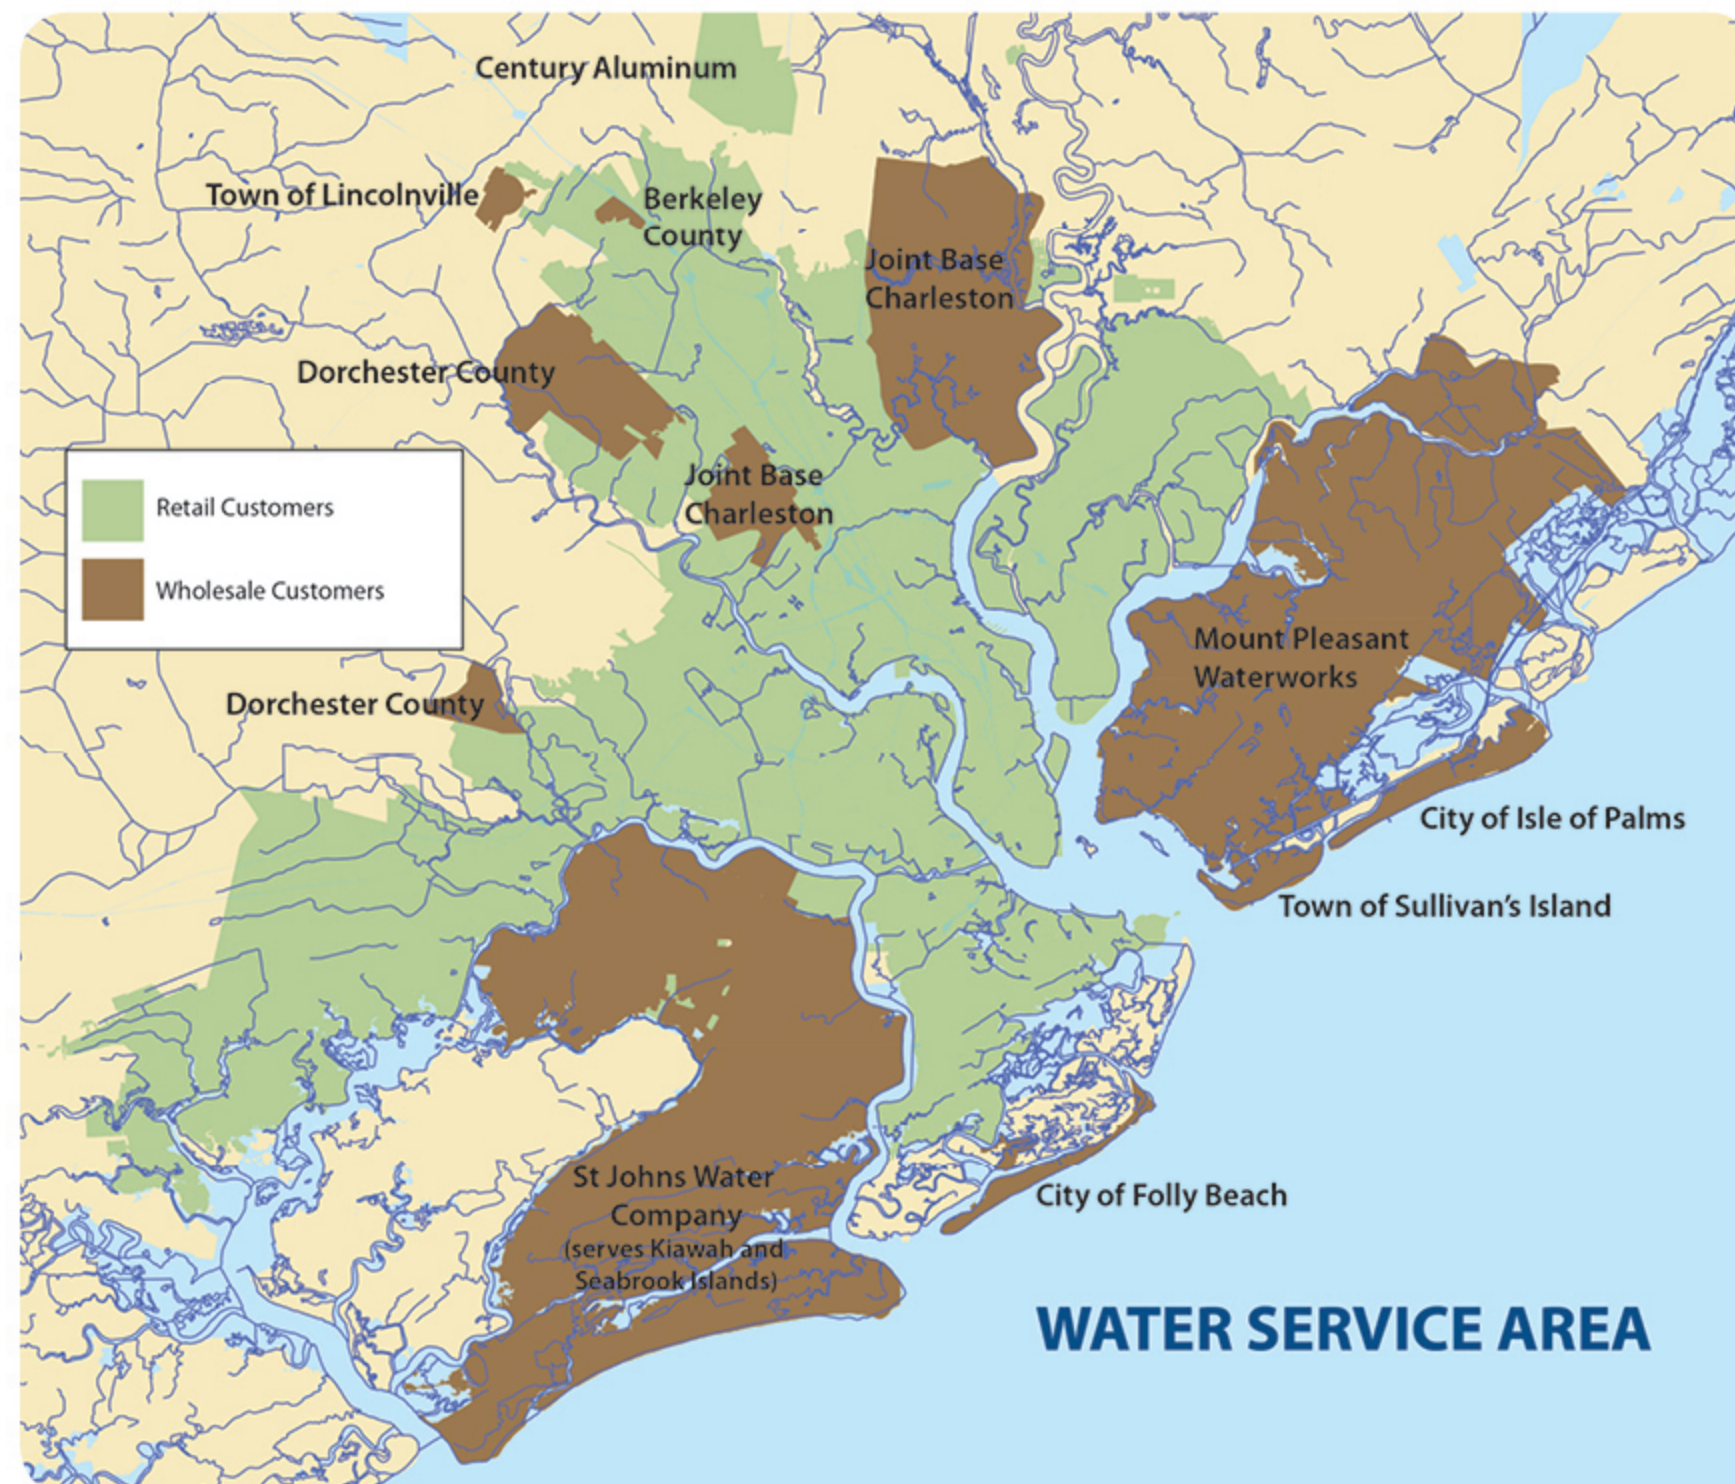 Century Aluminum
Town of Lincolnville
Berkeley
County
Joint Base
Charleston
Dorchester County
Joint Base
Charleston
Retail Customers
Wholesale Customers
Mount Pleasant
Waterworks
Dorchester County
City of Isle of Palms
Town of Sullivan's Island
St Johns Water
Company
(serves Kiawah and
Seabrook Islands)
City of Folly Beach
WATER SERVICE AREA